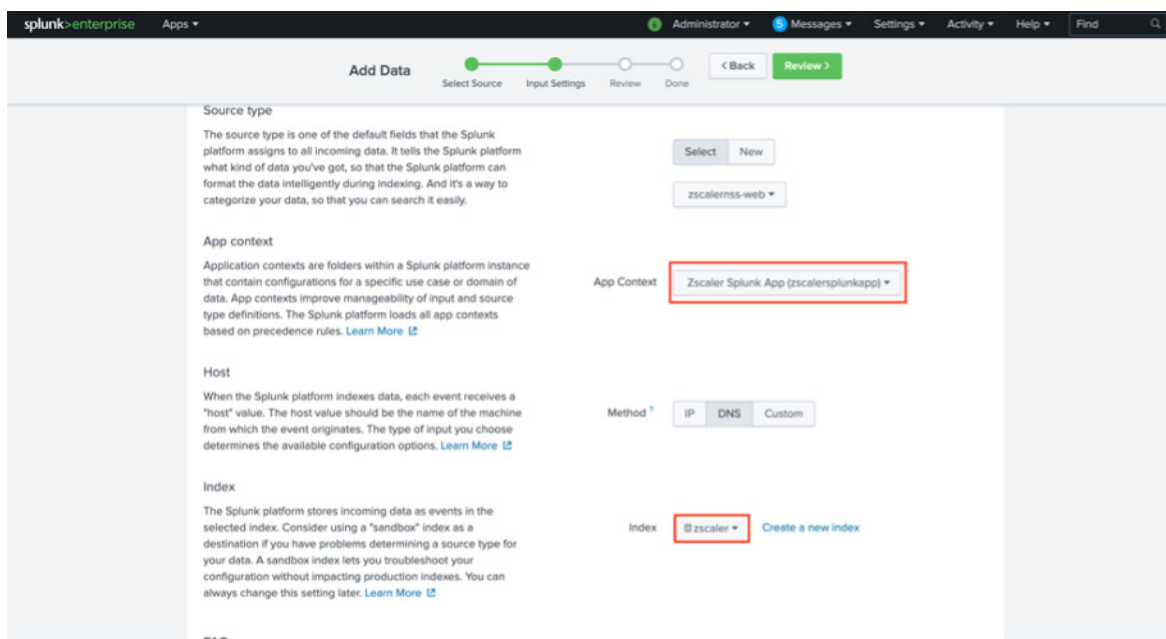 splunk>enterprise Apps ▾ Administrator ▾ 5 Messages ▾ Settings ▾ Activity ▾ Help ▾ Find
Add Data
Select Source Input Settings Review Done
< Back Review >
Source type
The source type is one of the default fields that the Splunk
platform assigns to all incoming data. It tells the Splunk platform
what kind of data you've got, so that the Splunk platform can
format the data intelligently during indexing. And it's a way to
categorize your data, so that you can search it easily.
Select New
zscalernss-web ▾
App context
Application contexts are folders within a Splunk platform instance
that contain configurations for a specific use case or domain of
data. App contexts improve manageability of input and source
type definitions. The Splunk platform loads all app contexts
based on precedence rules. Learn More
App Context Zscaler Splunk App (zscalersplunkapp) ▾
Host
When the Splunk platform indexes data, each event receives a
"host" value. The host value should be the name of the machine
from which the event originates. The type of input you choose
determines the available configuration options. Learn More
Method ? IP DNS Custom
Index
The Splunk platform stores incoming data as events in the
selected index. Consider using a "sandbox" index as a
destination if you have problems determining a source type for
your data. A sandbox index lets you troubleshoot your
configuration without impacting production indexes. You can
always change this setting later. Learn More
Index zscaler ▾ Create a new index